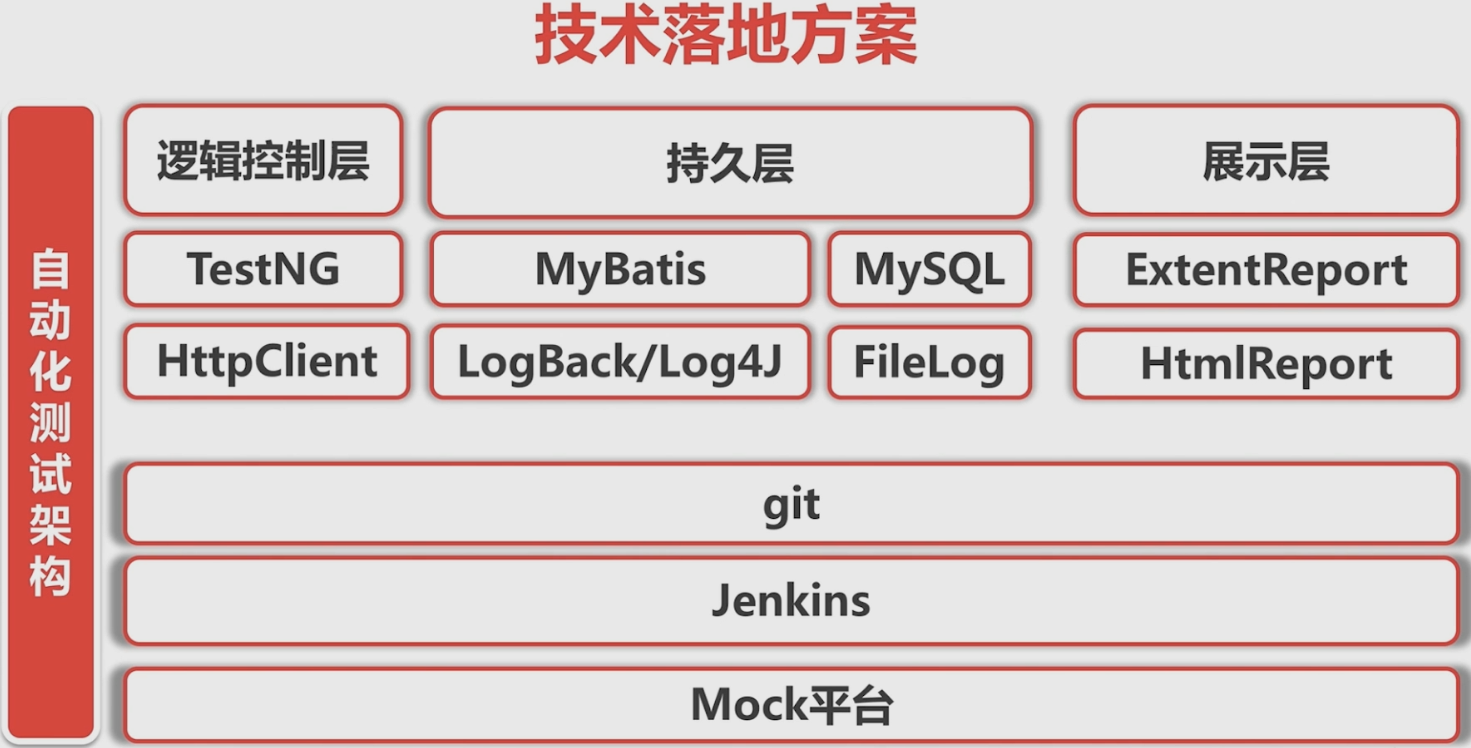 技术落地方案
自动化测试架构
逻辑控制层
持久层
展示层
TestNG
MyBatis
MySQL
ExtentReport
HttpClient
LogBack/Log4J
FileLog
HtmlReport
git
Jenkins
Mock平台